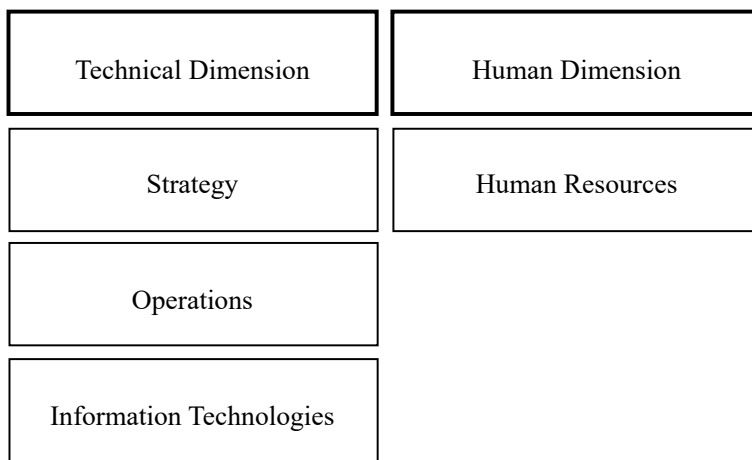 Technical Dimension
Human Dimension
Strategy
Human Resources
Operations
Information Technologies